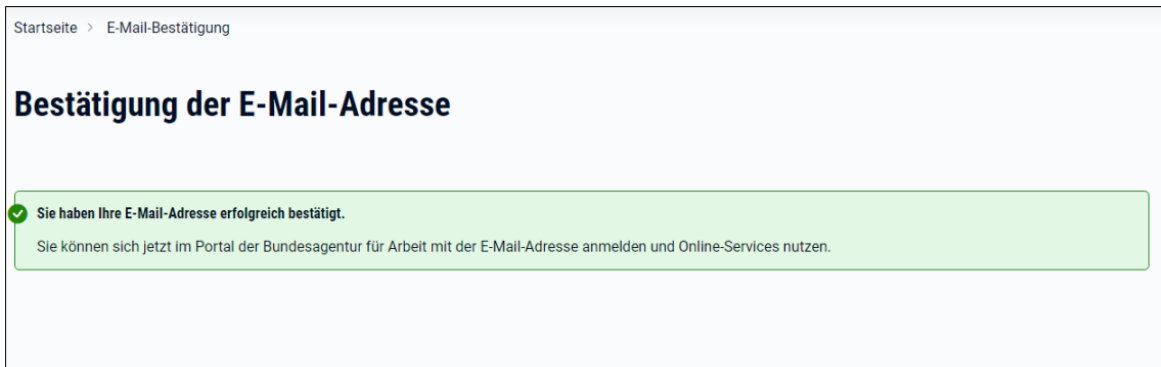 Startseite > E-Mail-Bestätigung
Bestätigung der E-Mail-Adresse
Sie haben Ihre E-Mail-Adresse erfolgreich bestätigt.
Sie können sich jetzt im Portal der Bundesagentur für Arbeit mit der E-Mail-Adresse anmelden und Online-Services nutzen.